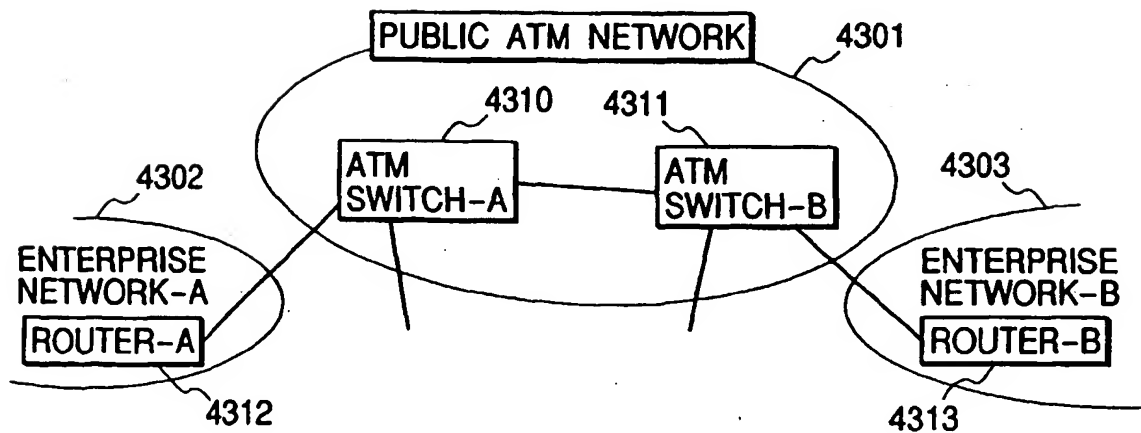 PUBLIC ATM NETWORK
4301
4310
4311
ATM
SWITCH-A
ATM
SWITCH-B
4302
4303
ENTERPRISE
NETWORK-A
ROUTER-A
ENTERPRISE
NETWORK-B
ROUTER-B
4312
4313